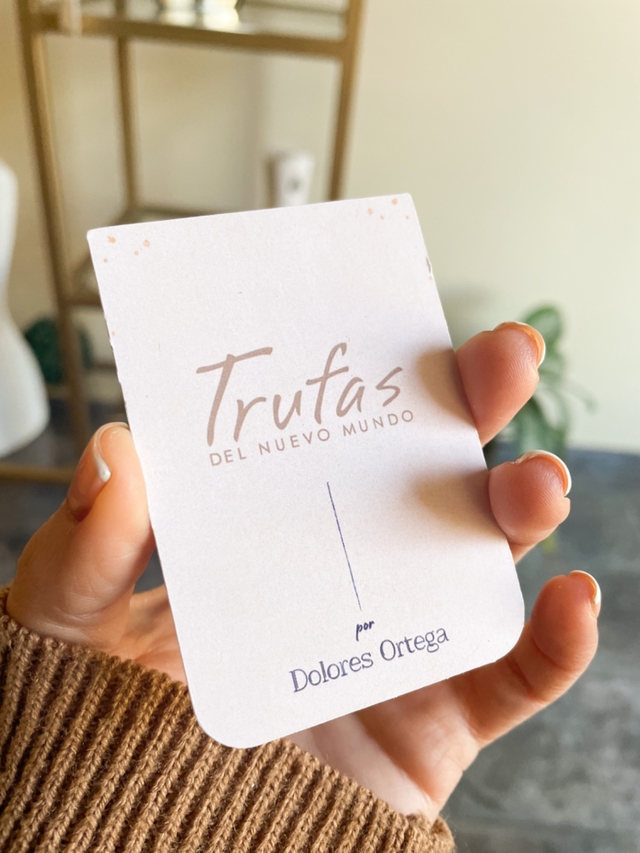 Trufas
DEL NUEVO MUNDO
por
Dolores Ortega